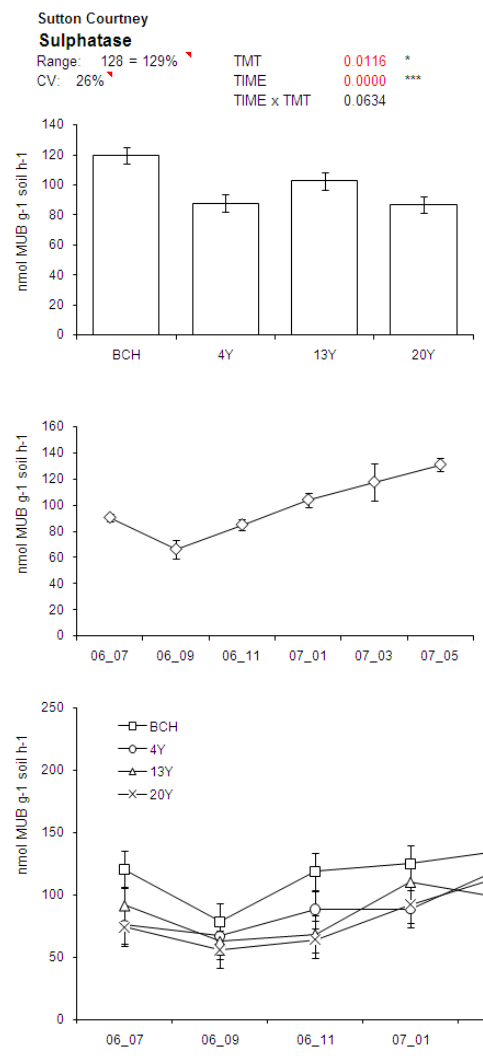 Sutton Courtney
Sulphatase
Range: 128 = 129% TMT 0.0116 *
CV: 26% TIME 0.0000 ***
TIME x TMT 0.0634
nmol MUB g-1 soil h-1
140
120
100
80
60
40
20
0
BCH 4Y 13Y 20Y
nmol MUB g-1 soil h-1
160
140
120
100
80
60
40
20
0
06_07 06_09 06_11 07_01 07_03 07_05
nmol MUB g-1 soil h-1
250
200
150
100
50
0
BCH
4Y
13Y
20Y
06_07 06_09 06_11 07_01